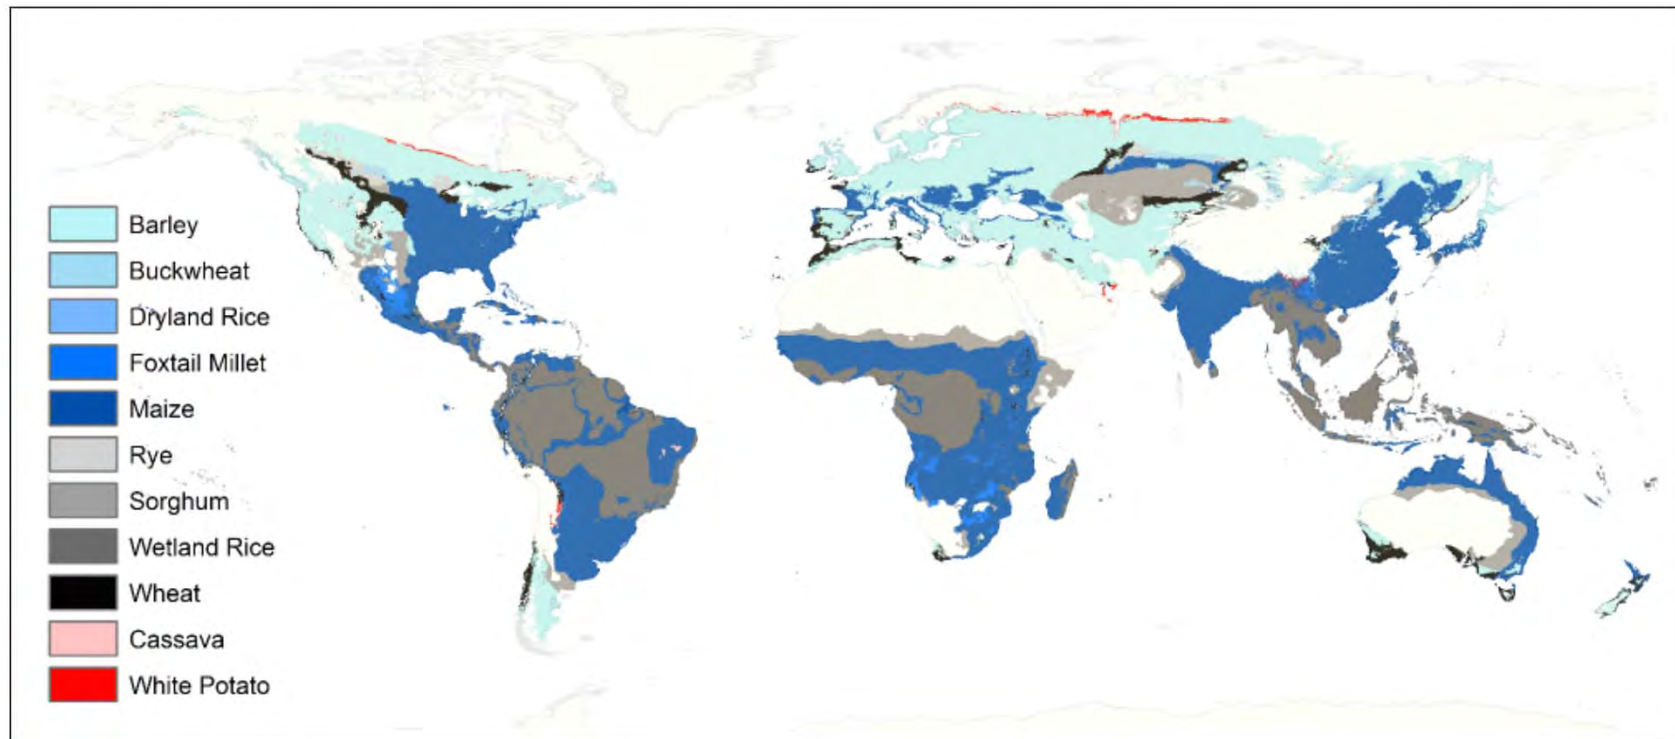 Barley
Buckwheat
Dryland Rice
Foxtail Millet
Maize
Rye
Sorghum
Wetland Rice
Wheat
Cassava
White Potato